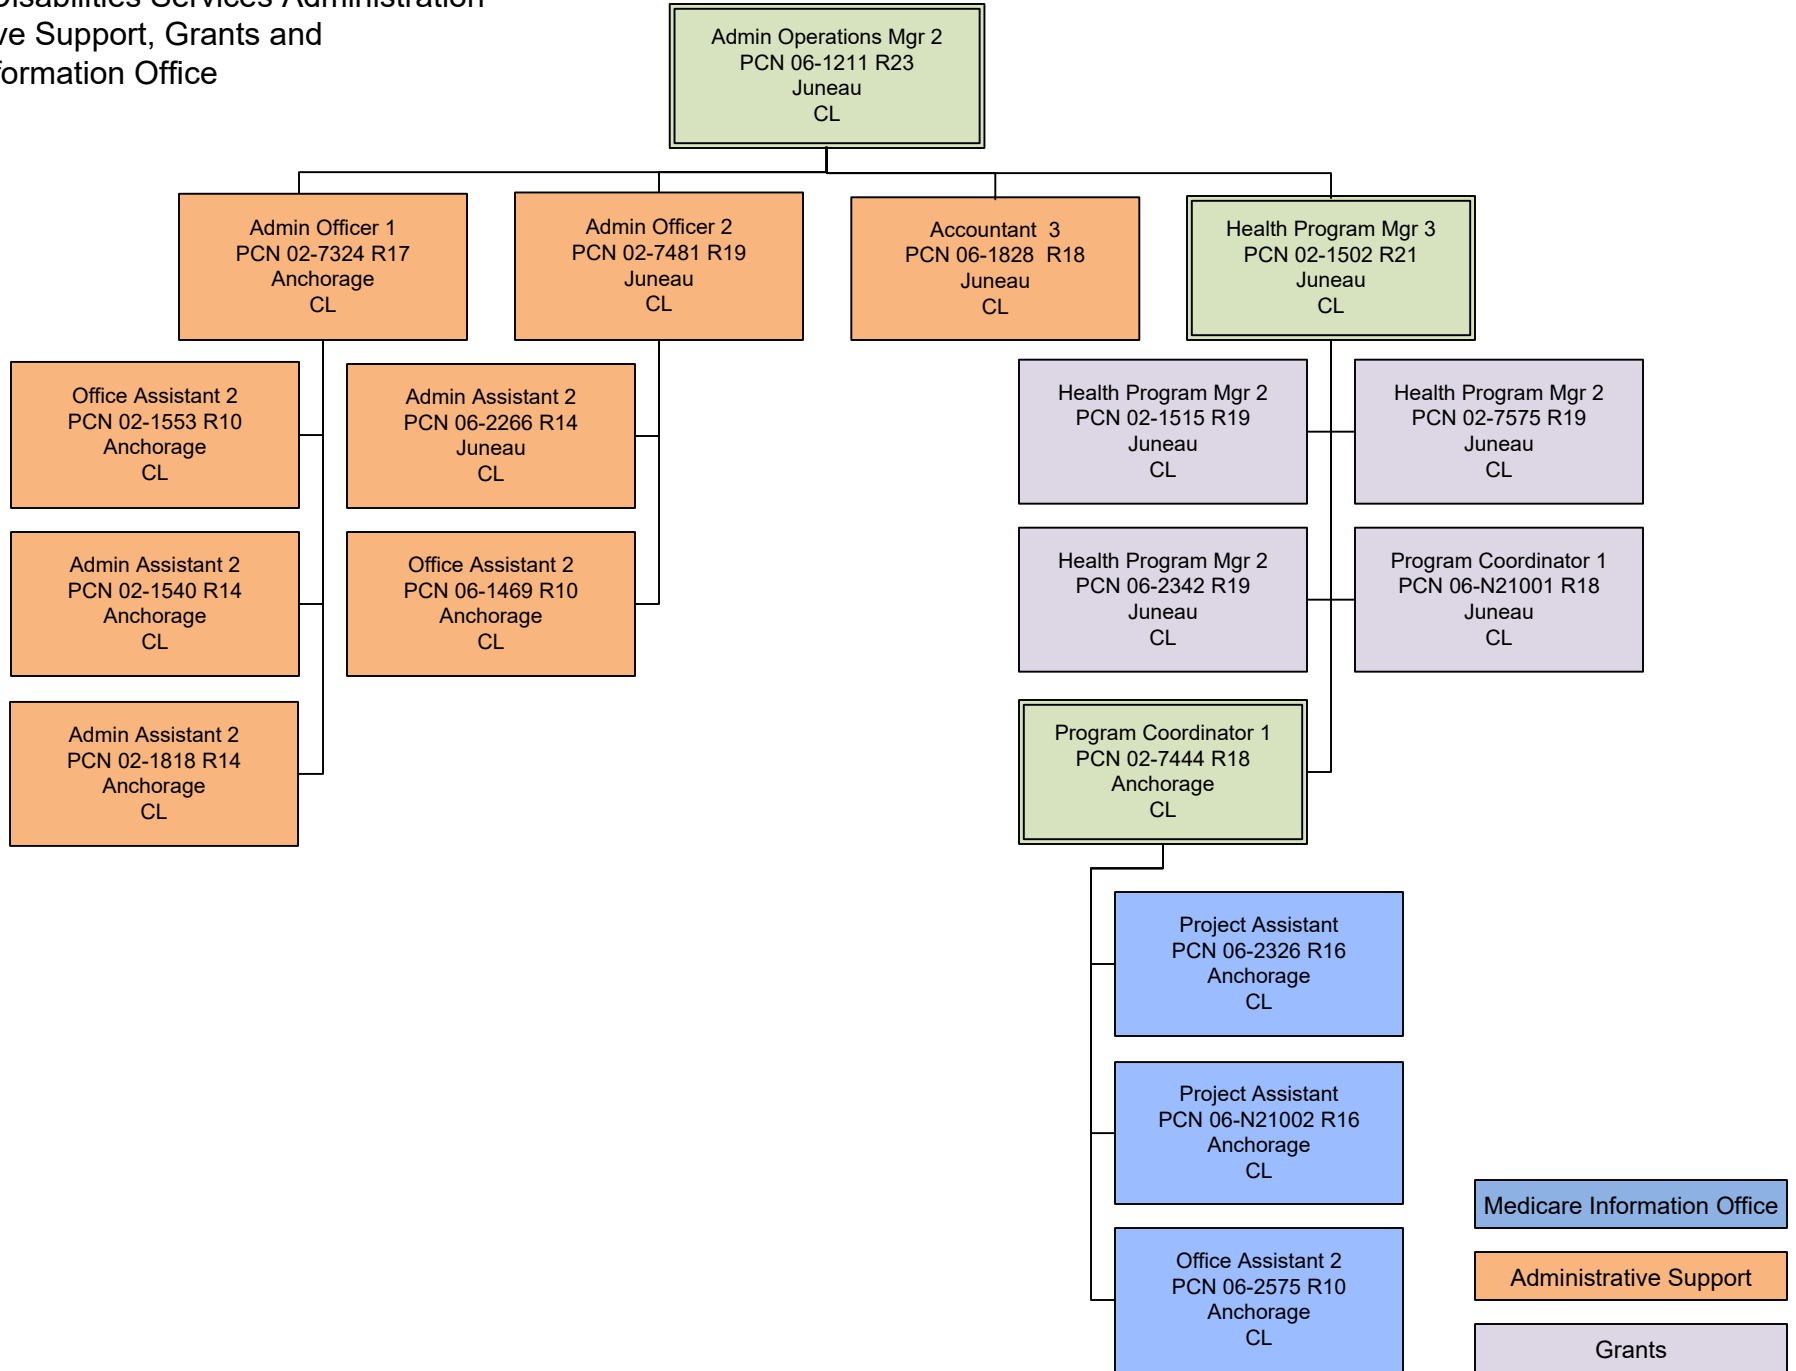 Disabilities Services Administration
Support, Grants and
Office
Admin Operations Mgr 2
PCN 06-1211 R23
Juneau
CL
Admin Officer 1
PCN 02-7324 R17
Anchorage
CL
Admin Officer 2
PCN 02-7481 R19
Juneau
CL
Accountant 3
PCN 06-1828 R18
Juneau
CL
Health Program Mgr 3
PCN 02-1502 R21
Juneau
CL
Office Assistant 2
PCN 02-1553 R10
Anchorage
CL
Admin Assistant 2
PCN 06-2266 R14
Juneau
CL
Health Program Mgr 2
PCN 02-1515 R19
Juneau
CL
Health Program Mgr 2
PCN 02-7575 R19
Juneau
CL
Admin Assistant 2
PCN 02-1540 R14
Anchorage
CL
Office Assistant 2
PCN 06-1469 R10
Anchorage
CL
Health Program Mgr 2
PCN 06-2342 R19
Juneau
CL
Program Coordinator 1
PCN 06-N21001 R18
Juneau
CL
Admin Assistant 2
PCN 02-1818 R14
Anchorage
CL
Program Coordinator 1
PCN 02-7444 R18
Anchorage
CL
Project Assistant
PCN 06-2326 R16
Anchorage
CL
Project Assistant
PCN 06-N21002 R16
Anchorage
CL
Office Assistant 2
PCN 06-2575 R10
Anchorage
CL
Medicare Information Office
Administrative Support
Grants